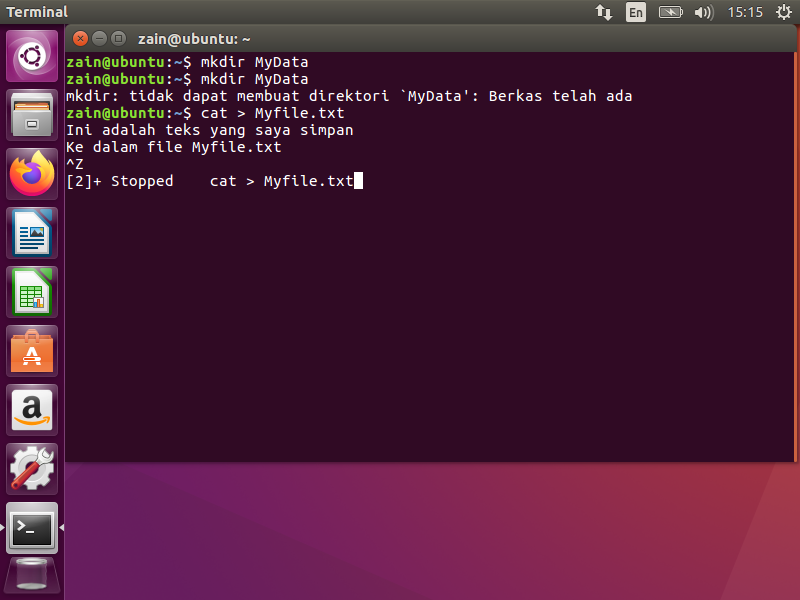 Terminal
En
15:15
zain@ubuntu: ~
zain@ubuntu:~$ mkdir MyData
zain@ubuntu:~$ mkdir MyData
mkdir: tidak dapat membuat direktori `MyData': Berkas telah ada
zain@ubuntu:~$ cat > Myfile.txt
Ini adalah teks yang saya simpan
Ke dalam file Myfile.txt
^Z
[2]+ Stopped    cat > Myfile.txt